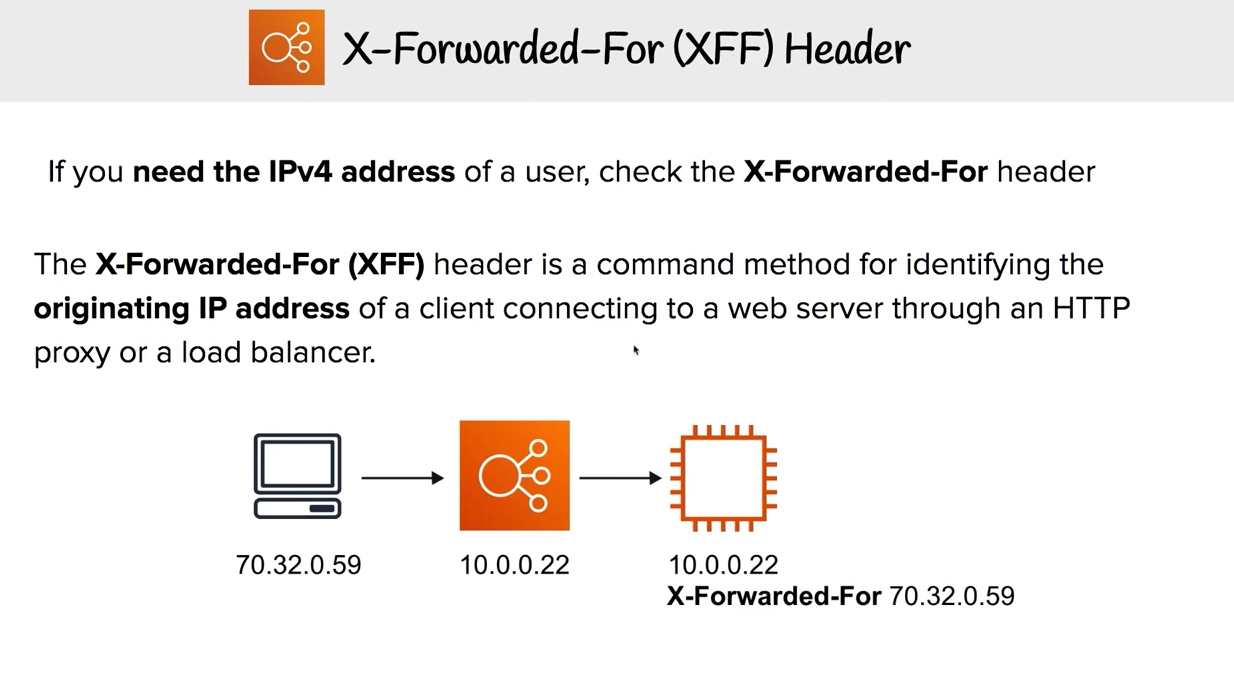 X-Forwarded-For (XFF) Header
If you need the IPv4 address of a user, check the X-Forwarded-For header
The X-Forwarded-For (XFF) header is a command method for identifying the
originating IP address of a client connecting to a web server through an HTTP
proxy or a load balancer.
70.32.0.59 10.0.0.22 10.0.0.22
X-Forwarded-For 70.32.0.59